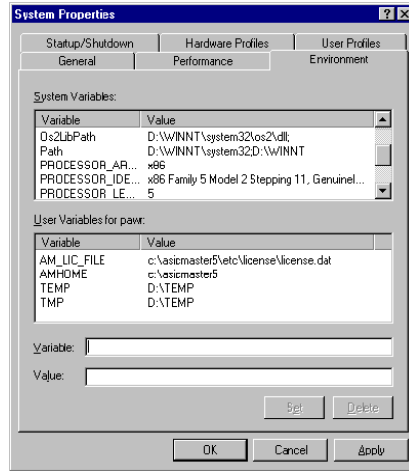 System Properties
Startup/Shutdown Hardware Profiles User Profiles
General Performance Environment
System Variables:
Variable Value
Os2LibPath D:\WINNT\system32\os2\dll;
Path D:\WINNT\system32;D:\WINNT
PROCESSOR_AR... x86
PROCESSOR_IDE... x86 Family 5 Model 2 Stepping 11, GenuineI...
PROCESSOR_LE... 5
User Variables for pawr:
Variable Value
AM_LIC_FILE c:\asicmaster5\etc\license\license.dat
AMHOME c:\asicmaster5
TEMP D:\TEMP
TMP D:\TEMP
Variable:
Value:
Set Delete
OK Cancel Apply